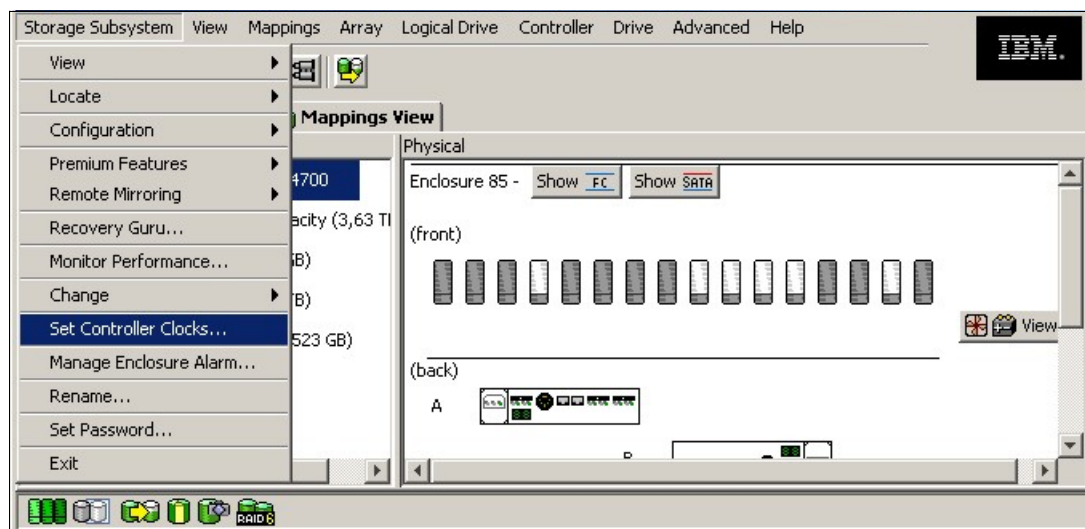 Storage Subsystem View Mappings Array Logical Drive Controller Drive Advanced Help
IBM.
View
Locate
Configuration
Premium Features
Remote Mirroring
Recovery Guru...
Monitor Performance...
Change
Set Controller Clocks...
Manage Enclosure Alarm...
Rename...
Set Password...
Exit
Mappings View
4700
acity (3,63 T
GB)
TB)
523 GB)
Physical
Enclosure 85 - Show FC Show SATA
(front)
View
(back)
A
B
RAID 6